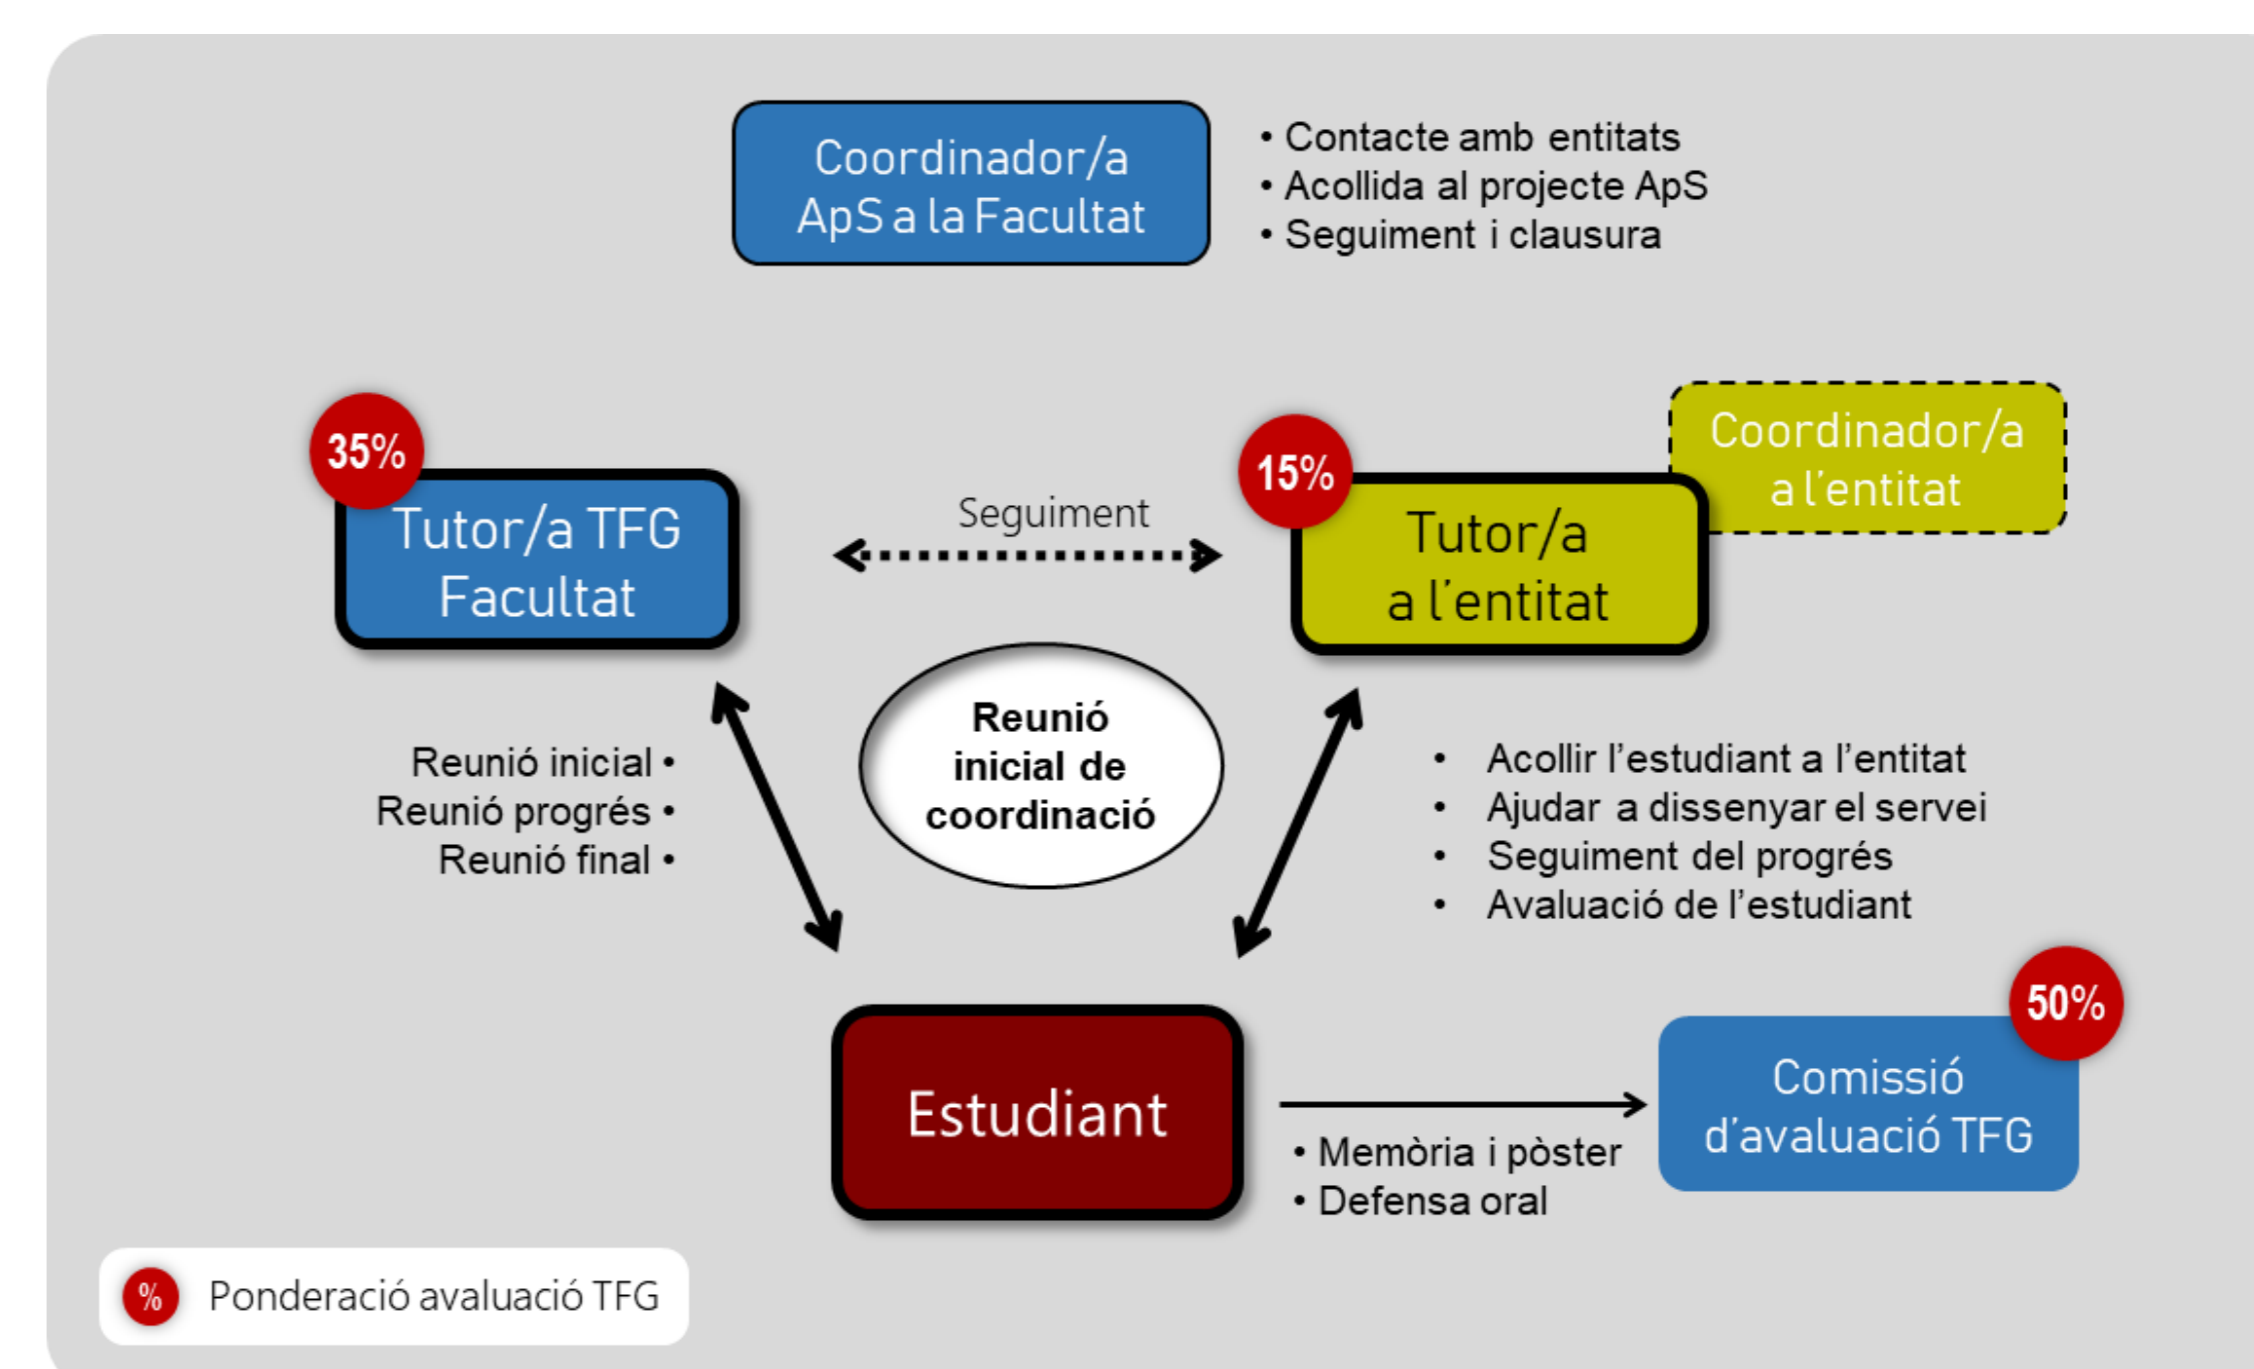 Coordinador/a
ApS a la Facultat
• Contacte amb entitats
• Acollida al projecte ApS
• Seguiment i clausura
35%
Tutor/a TFG
Facultat
Seguiment
15%
Tutor/a
a l’entitat
Coordinador/a
a l’entitat
Reunió
inicial de
coordinació
Reunió inicial •
Reunió progrés •
Reunió final •
• Acollir l’estudiant a l’entitat
• Ajudar a dissenyar el servei
• Seguiment del progrés
• Avaluació de l’estudiant
Estudiant
• Memòria i pòster
• Defensa oral
50%
Comissió
d’avaluació TFG
% Ponderació avaluació TFG